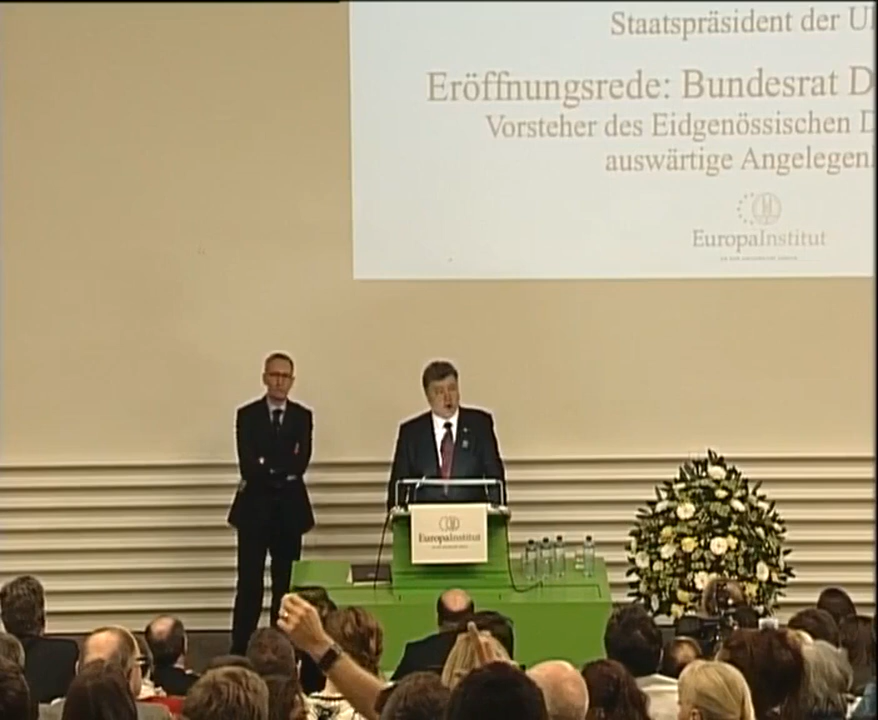 Staatspräsident der U
Eröffnungsrede: Bundesrat D
Vorsteher des Eidgenössischen D
auswärtige Angelegen
EuropaInstitut
EuropaInstitut